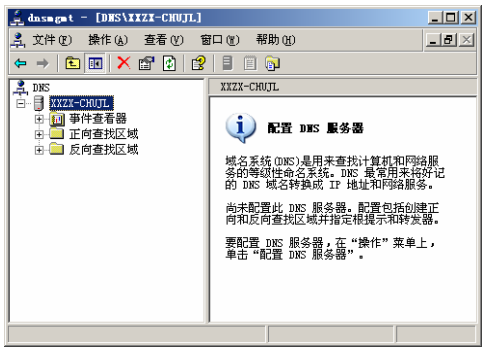 dnsmgmt - [DNS\XXZX-CHUJL]
文件(F) 操作(A) 查看(V) 窗口(W) 帮助(H)
DNS
XXZX-CHUJL
事件查看器
正向查找区域
反向查找区域
XXZX-CHUJL
配置 DNS 服务器
域名系统(DNS)是用来查找计算机和网络服
务的等级性命名系统。DNS 最常用来将好记
的 DNS 域名转换成 IP 地址和网络服务。
尚未配置此 DNS 服务器。配置包括创建正
向和反向查找区域并指定根提示和转发器。
要配置 DNS 服务器，在“操作”菜单上，
单击“配置 DNS 服务器”。